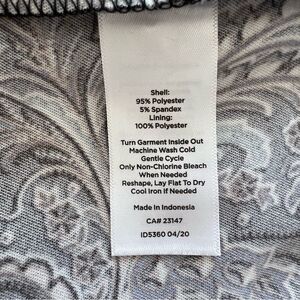 Shell:
95% Polyester
5% Spandex
Lining:
100% Polyester
Turn Garment Inside Out
Machine Wash Cold
Gentle Cycle
Only Non-Chlorine Bleach
When Needed
Reshape, Lay Flat To Dry
Cool Iron if Needed
Made in Indonesia
CA# 23147
ID5360 04/20